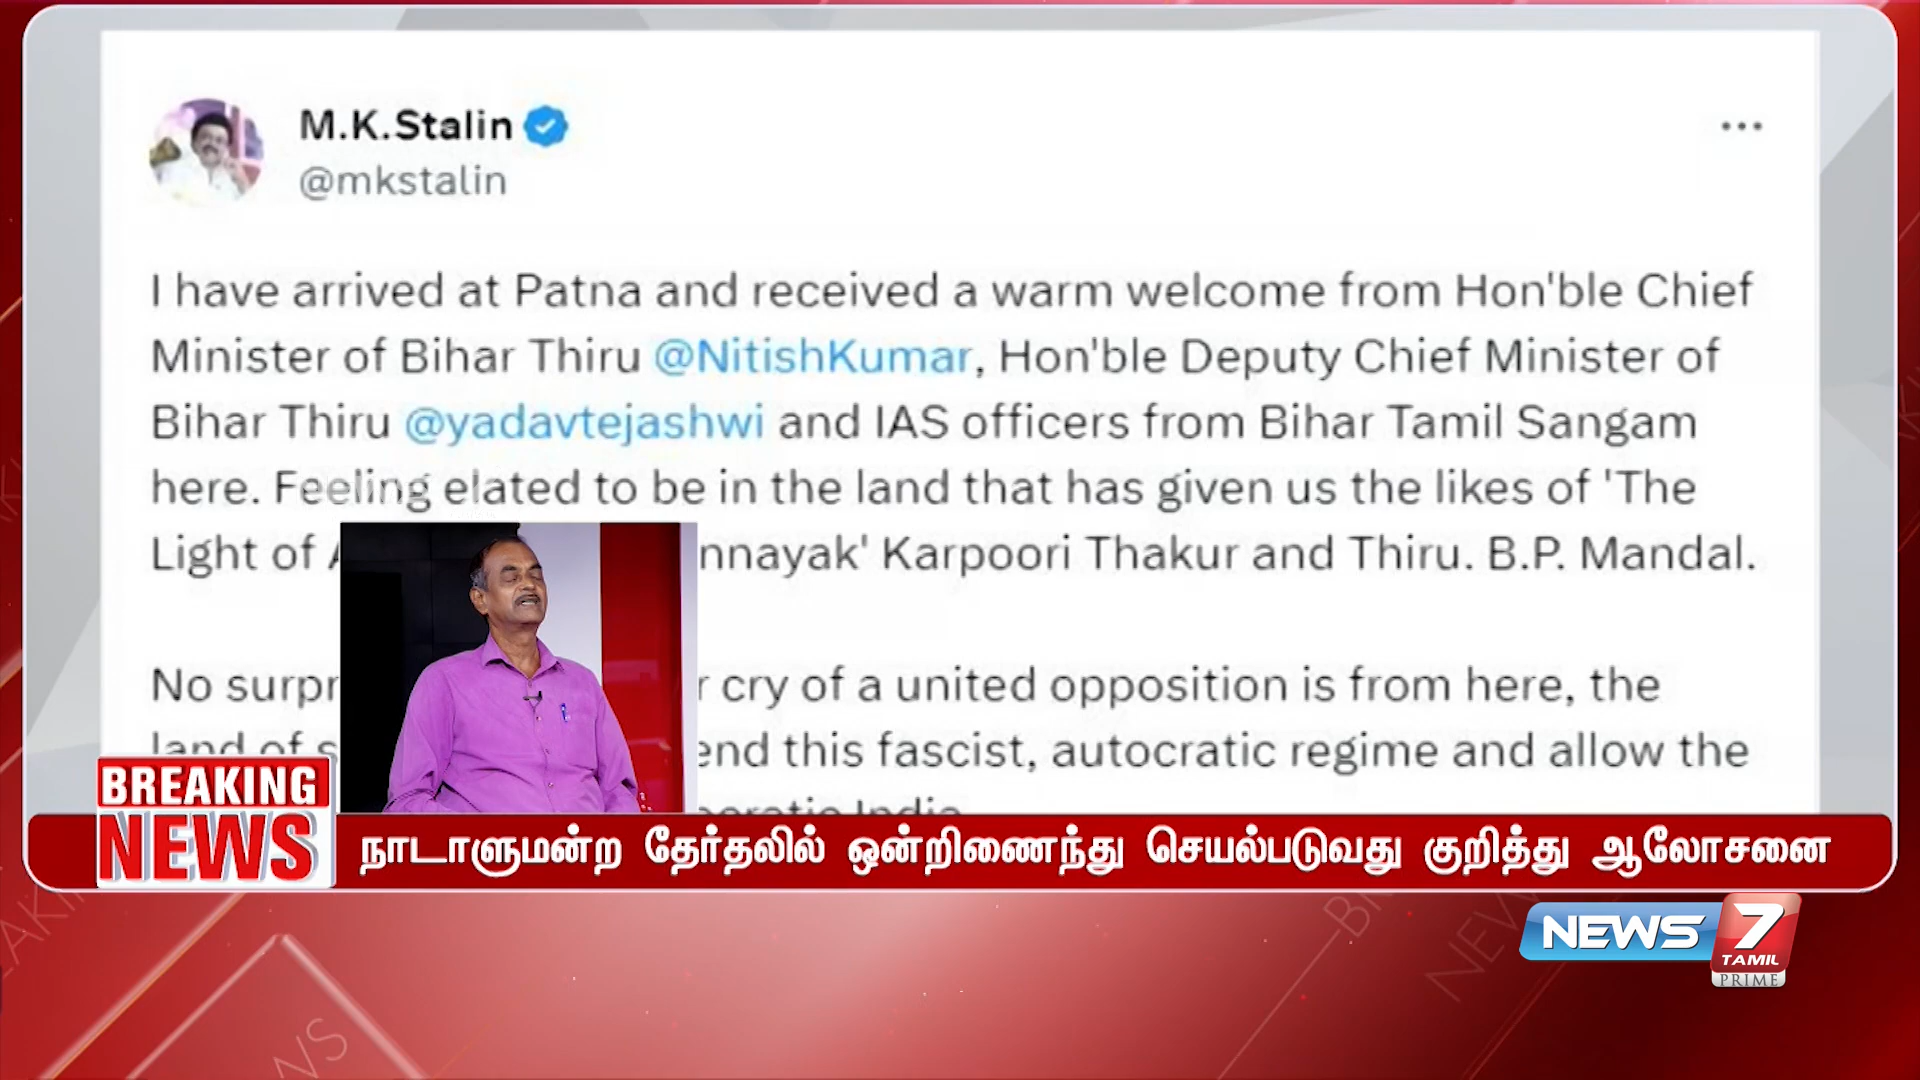 M.K.Stalin
@mkstalin
I have arrived at Patna and received a warm welcome from Hon'ble Chief
Minister of Bihar Thiru @NitishKumar, Hon'ble Deputy Chief Minister of
Bihar Thiru @yadavtejashwi and IAS officers from Bihar Tamil Sangam
here. Feeling elated to be in the land that has given us the likes of 'The
Light of Karpoori Thakur and Thiru. B.P. Mandal.
No cry of a united opposition is from here, the
land of this fascist, autocratic regime and allow the
India
BREAKING
NEWS
நாடாளுமன்ற தேர்தலில் ஒன்றிணைந்து செயல்படுவது குறித்து ஆலோசனை
NEWS 7
TAMIL
PRIME